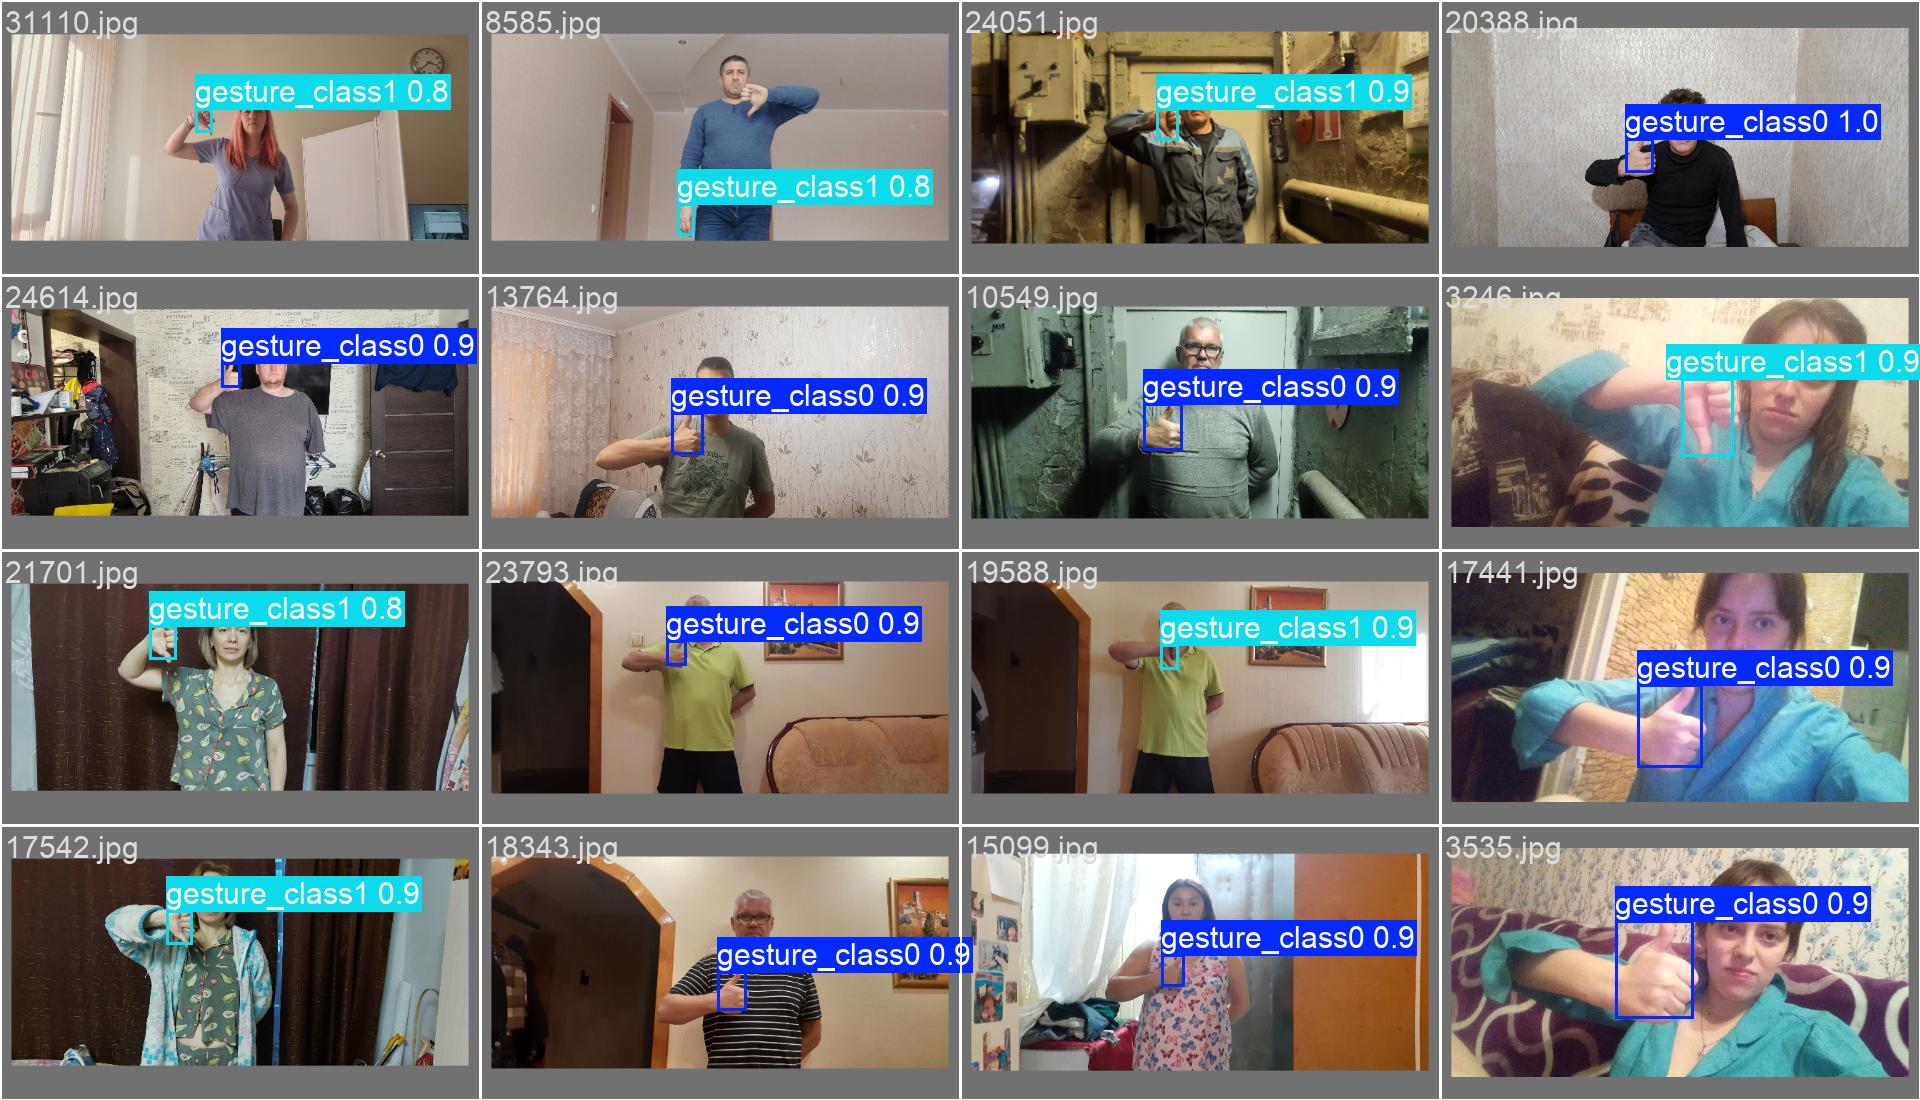 31110.jpg
gesture_class1 0.8
8585.jpg
gesture_class1 0.8
24051.jpg
gesture_class1 0.9
20388.jpg
gesture_class0 1.0
24614.jpg
gesture_class0 0.9
13764.jpg
gesture_class0 0.9
10549.jpg
gesture_class0 0.9
3246.jpg
gesture_class1 0.9
21701.jpg
gesture_class1 0.8
23793.jpg
gesture_class0 0.9
19588.jpg
gesture_class1 0.9
17441.jpg
gesture_class0 0.9
17542.jpg
gesture_class1 0.9
18343.jpg
gesture_class0 0.9
15099.jpg
gesture_class0 0.9
3535.jpg
gesture_class0 0.9